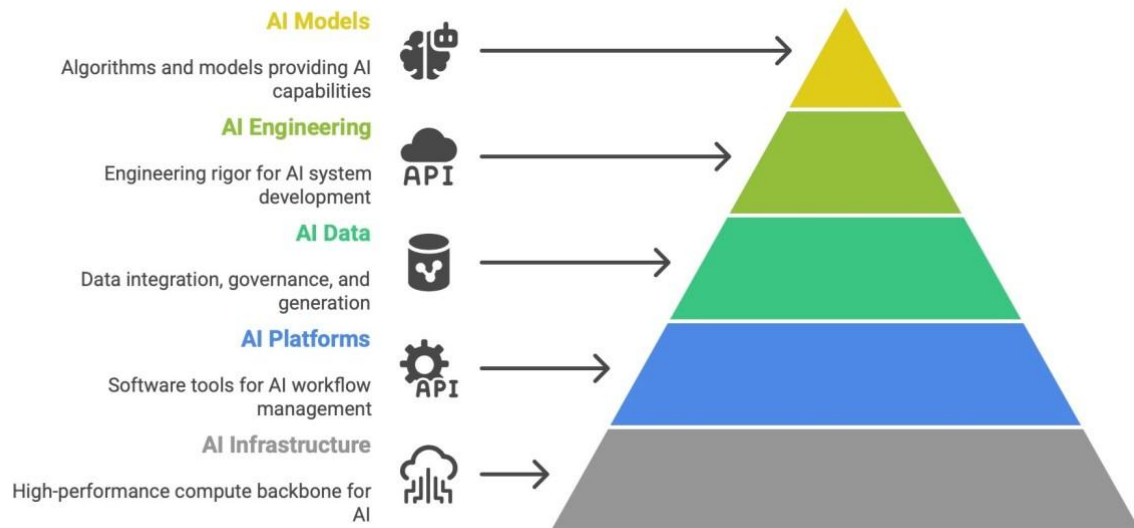 AI Models
Algorithms and models providing AI
capabilities
AI Engineering
API
Engineering rigor for AI system
development
AI Data
Data integration, governance, and
generation
AI Platforms
Software tools for AI workflow
management
API
AI Infrastructure
High-performance compute backbone for
AI